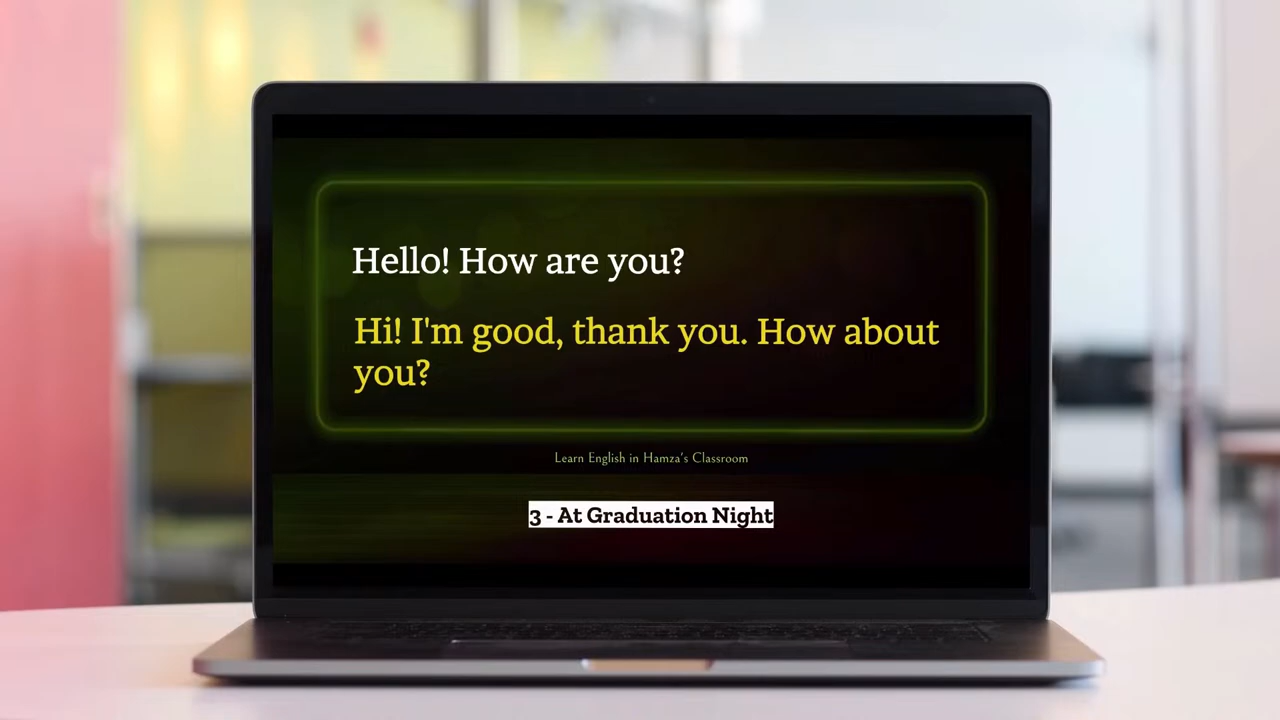 Hello! How are you?
Hi! I'm good, thank you. How about
you?
Learn English in Hamza's Classroom
3 - At Graduation Night